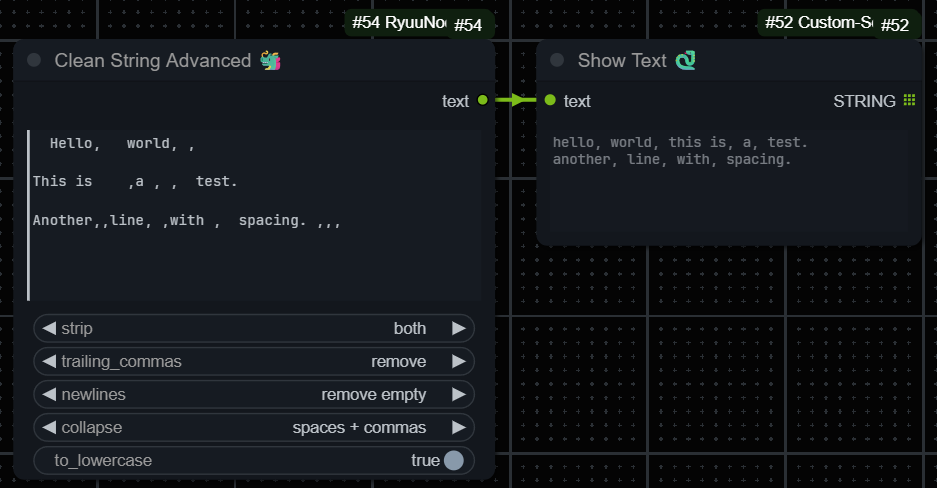 #54 RyuuNo #54
#52 Custom-S #52
Clean String Advanced
Show Text
text
text
STRING
Hello,   world, ,
This is    ,a , ,  test.
Another,,line, ,with ,  spacing. ,,,
hello, world, this is, a, test.
another, line, with, spacing.
strip both
trailing_commas remove
newlines remove empty
collapse spaces + commas
to_lowercase true